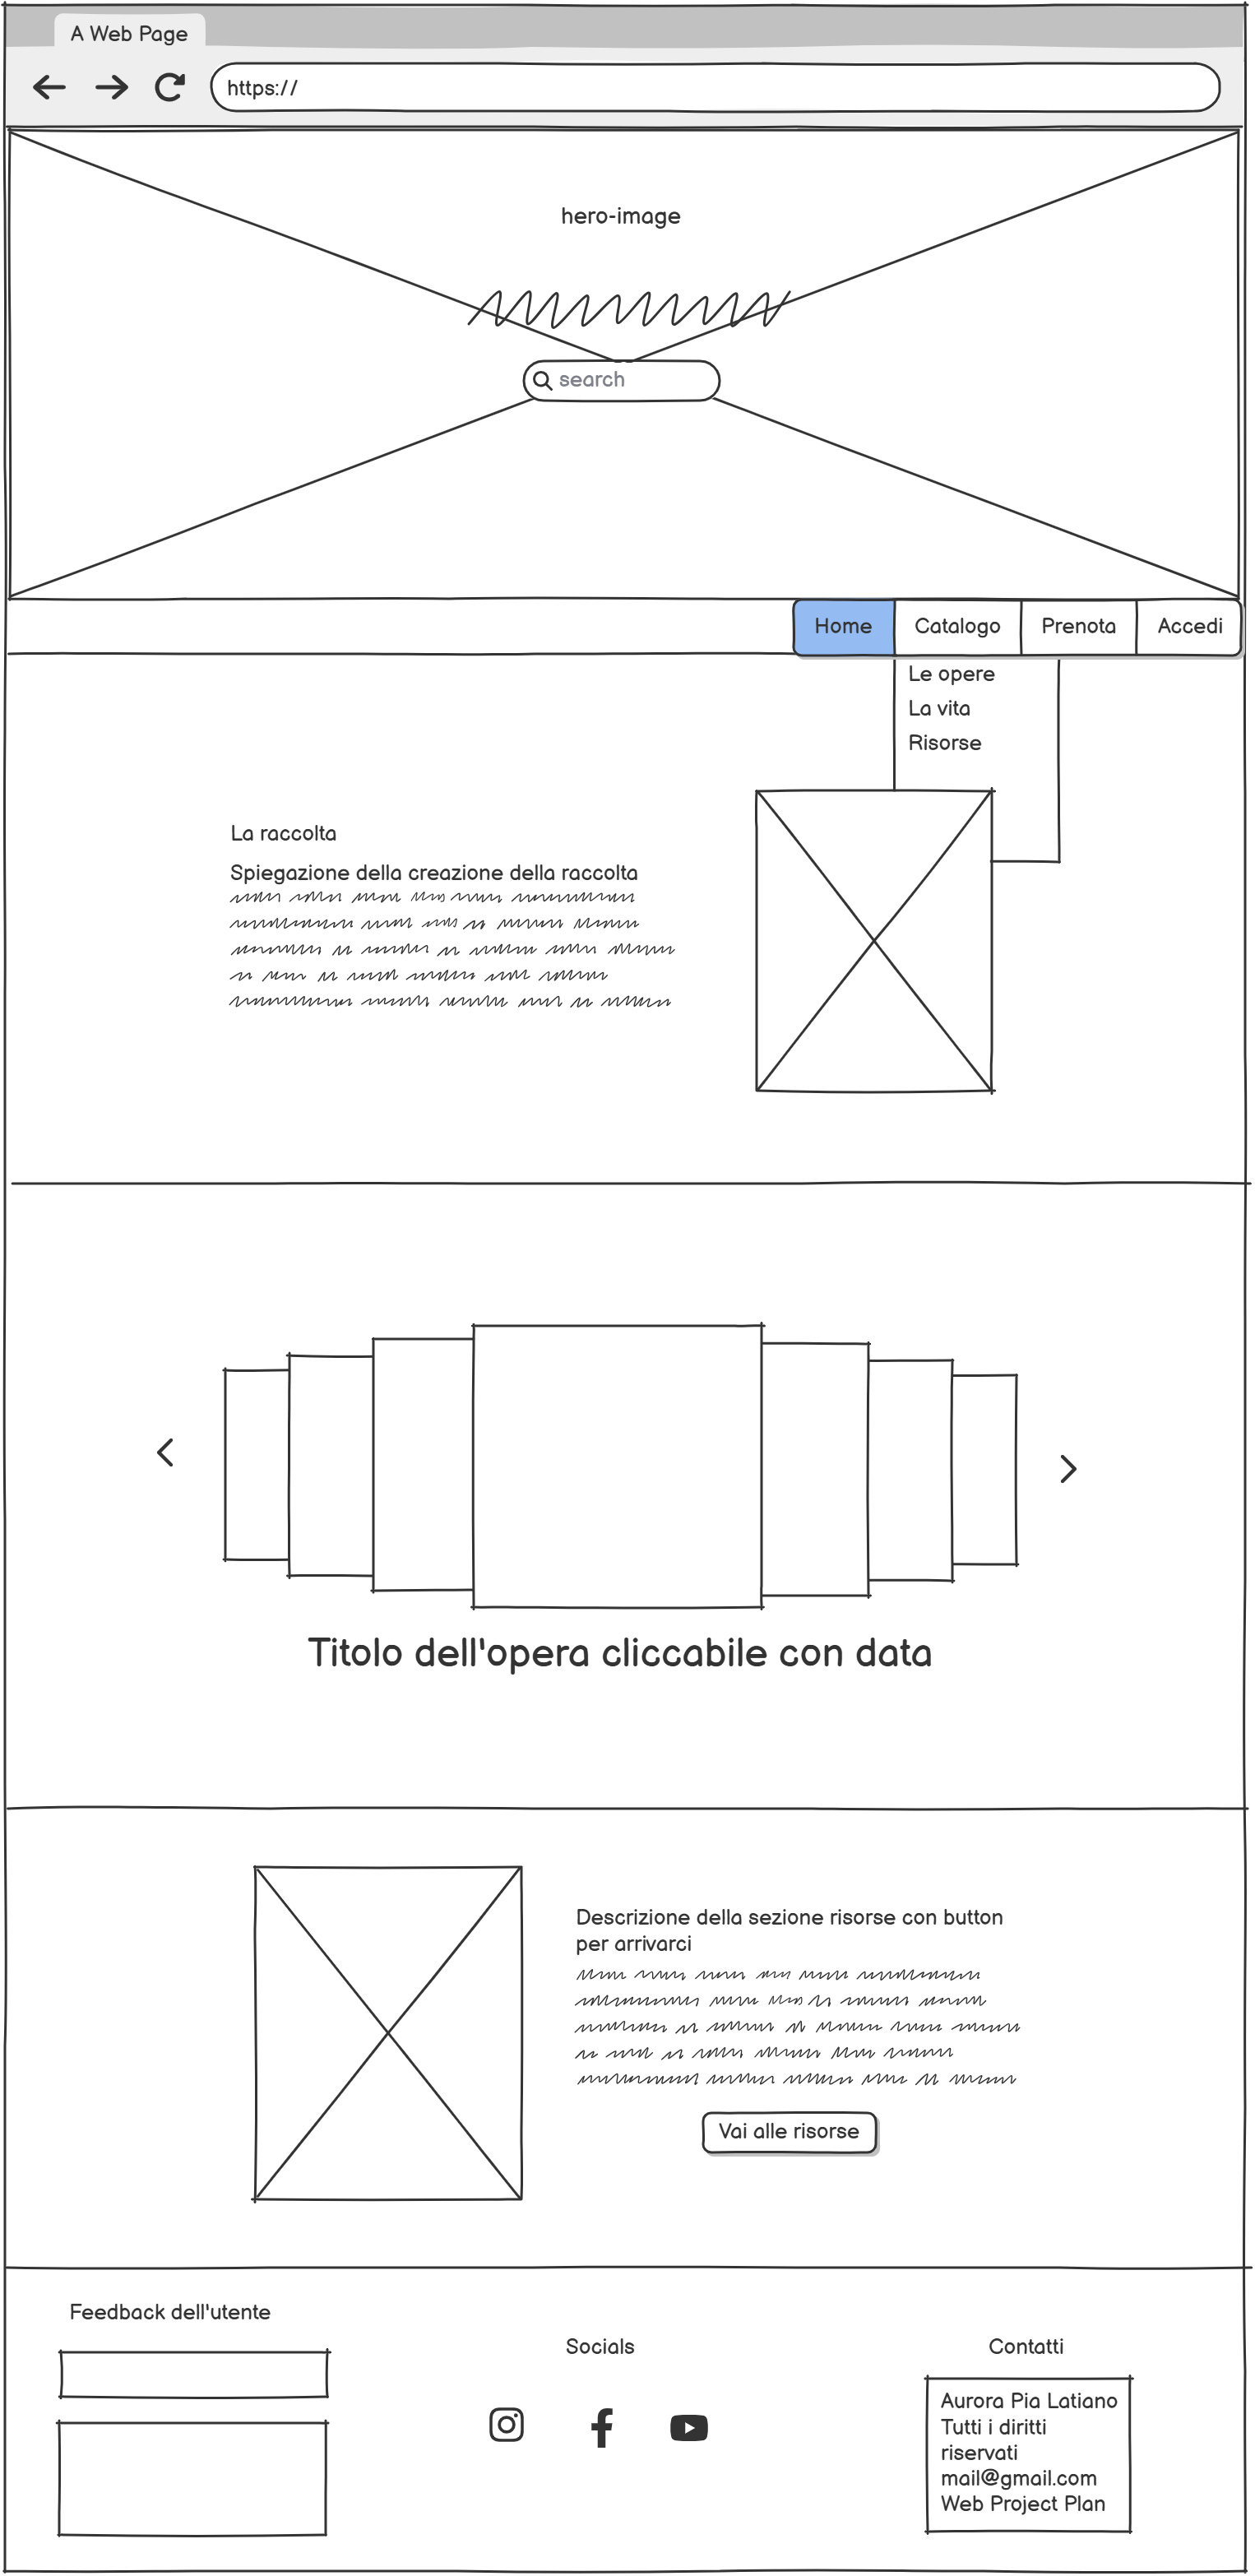 A Web Page
https://
hero-image
search
Home Catalogo Prenota Accedi
Le opere
La vita
Risorse
La raccolta
Spiegazione della creazione della raccolta
Titolo dell'opera cliccabile con data
Descrizione della sezione risorse con button
per arrivarci
Vai alle risorse
Feedback dell'utente
Socials
Contatti
Aurora Pia Latiano
Tutti i diritti
riservati
mail@gmail.com
Web Project Plan